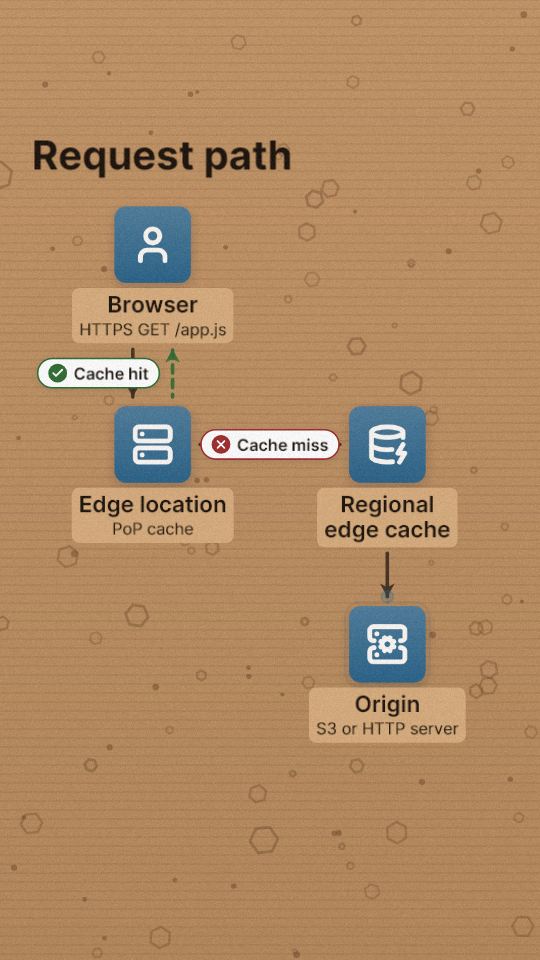 Request path
Browser
HTTPS GET /app.js
Cache hit
Cache miss
Edge location
PoP cache
Regional
edge cache
Origin
S3 or HTTP server